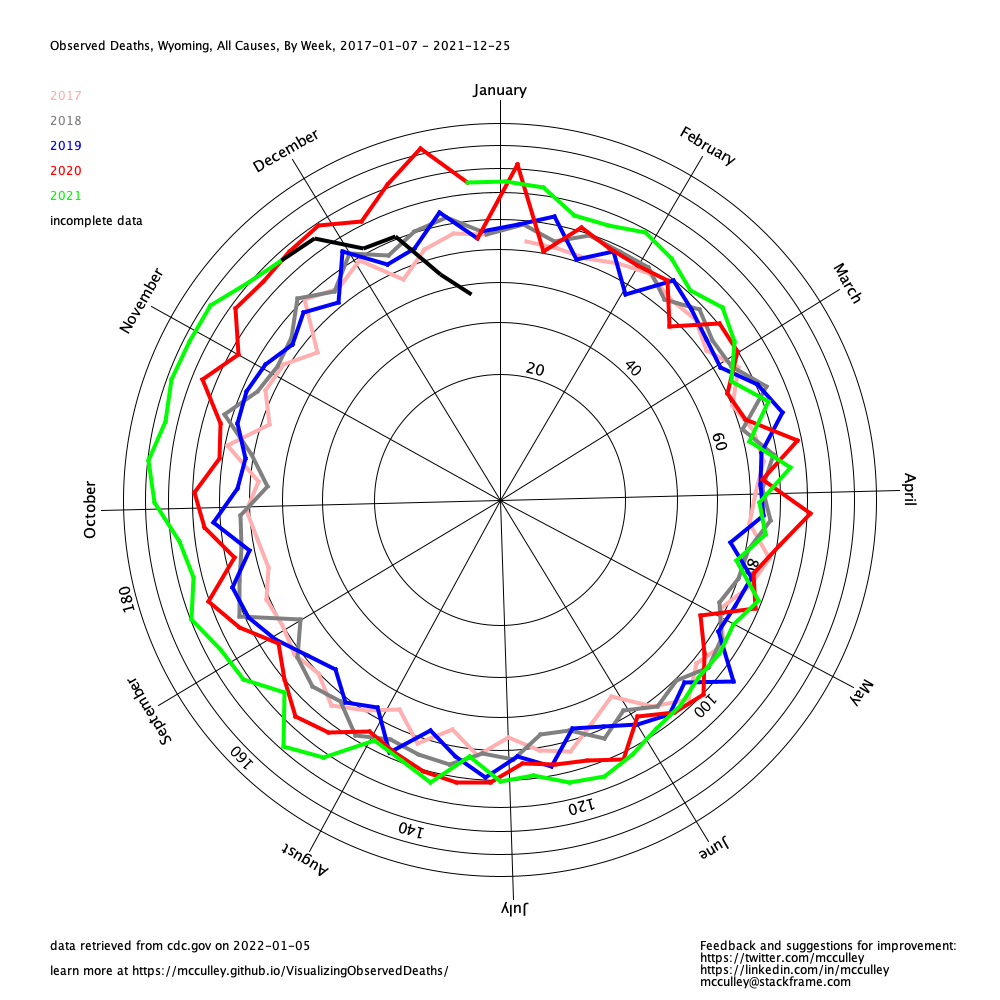 Observed Deaths, Wyoming, All Causes, By Week, 2017-01-07 - 2021-12-25
2017
2018
2019
2020
2021
incomplete data
January
February
March
April
May
June
July
August
September
October
November
December
20
40
60
80
100
120
140
160
180
data retrieved from cdc.gov on 2022-01-05
learn more at https://mcculley.github.io/VisualizingObservedDeaths/
Feedback and suggestions for improvement:
https://twitter.com/mcculley
https://linkedin.com/in/mcculley
mcculley@stackframe.com